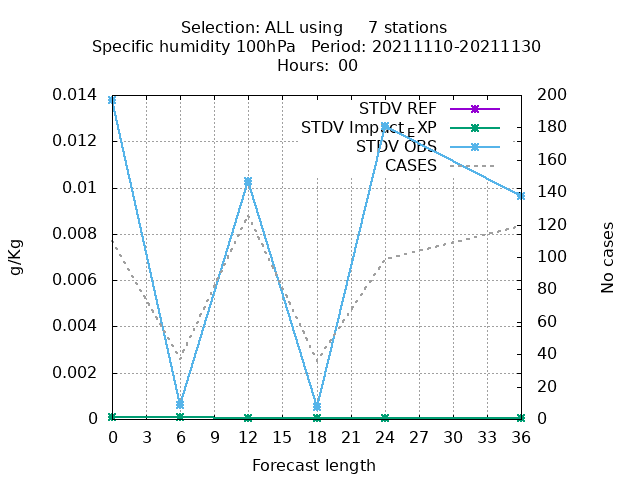 Selection: ALL using 7 stations
Specific humidity 100hPa Period: 20211110-20211130
Hours: 00
STDV REF
STDV Impact_EXP
STDV OBS
CASES
0.014
0.012
0.01
0.008
0.006
0.004
0.002
0
200
180
160
140
120
100
80
60
40
20
0
g/Kg
No cases
0 3 6 9 12 15 18 21 24 27 30 33 36
Forecast length